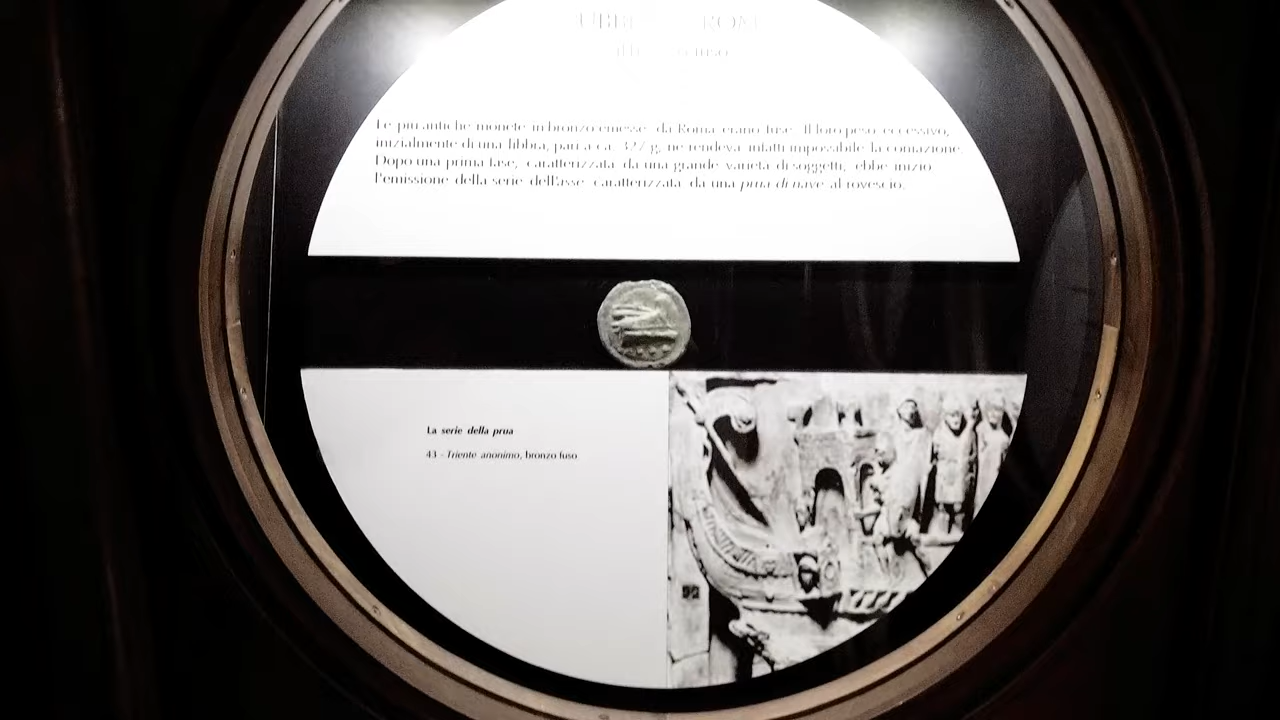 Le più antiche monete in bronzo emesse da Roma erano fuse. Il loro peso eccessivo,
inizialmente di una libbra, pari a ca. 327 g, ne rendeva infatti impossibile la coniazione.
Dopo una prima fase, caratterizzata da una grande varietà di soggetti, ebbe inizio
l'emissione della serie dell'asse caratterizzata da una prua di nave al rovescio.
La serie della prua
43 - Triente anonimo, bronzo fuso